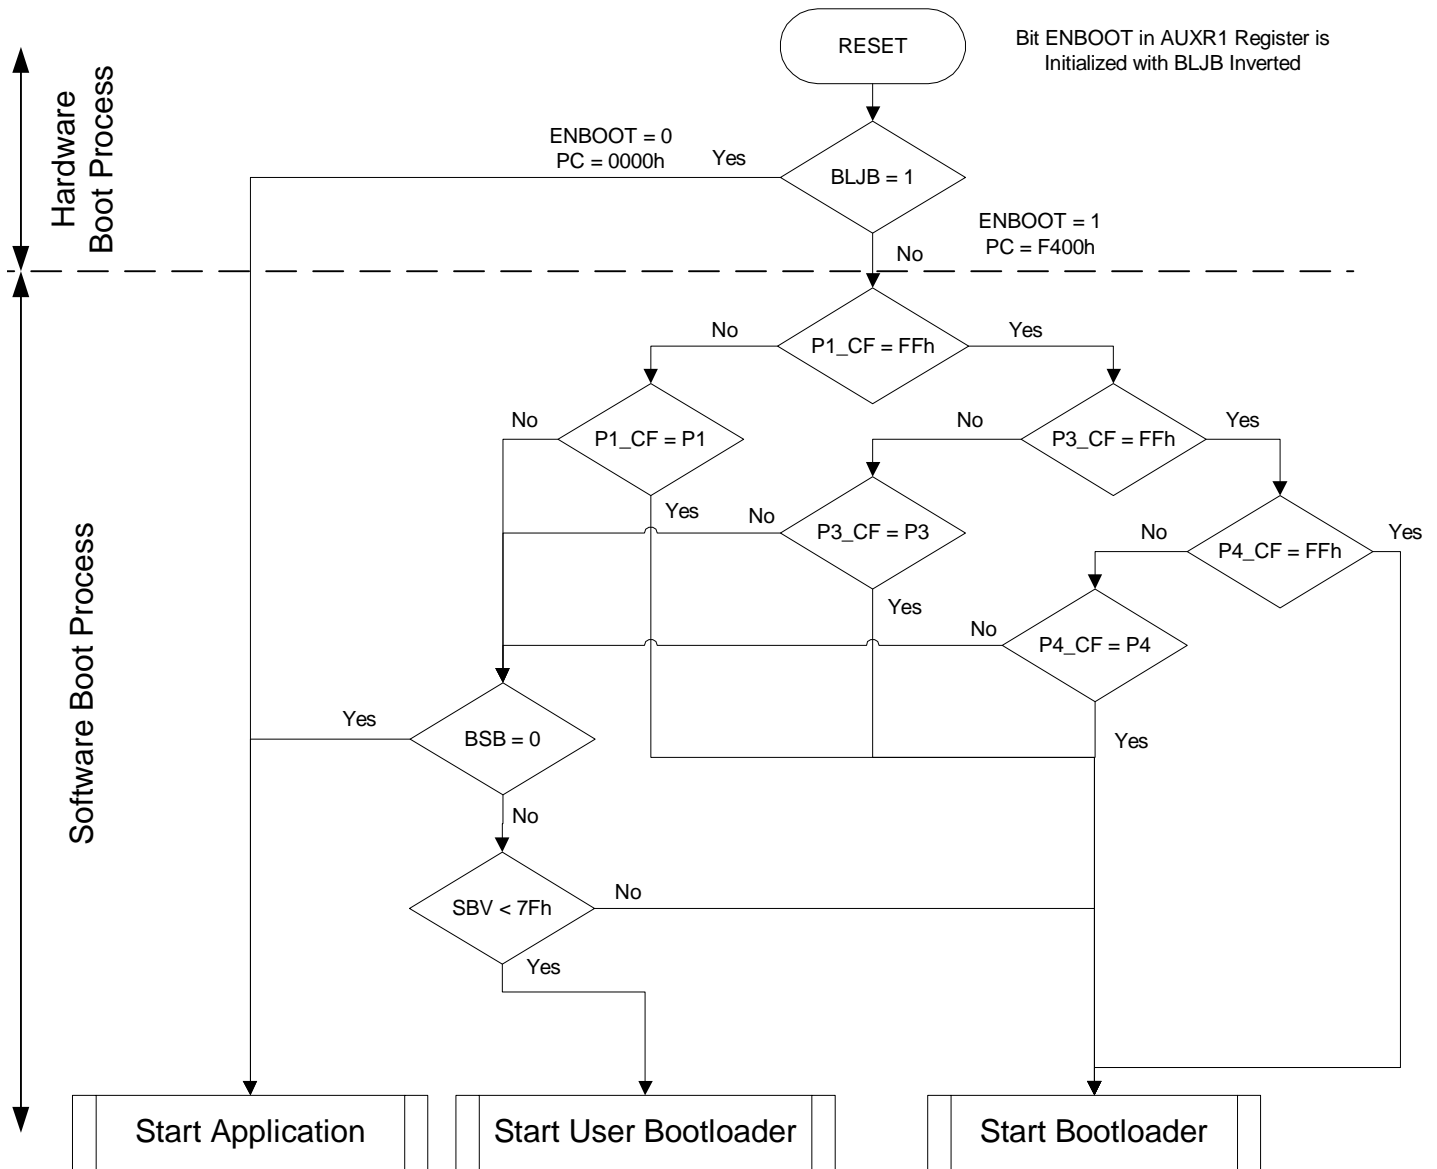 RESET
Bit ENBOOT in AUXR1 Register is
Initialized with BLJB Inverted
Hardware
Boot Process
ENBOOT = 0
PC = 0000h
Yes
BLJB = 1
ENBOOT = 1
PC = F400h
No
No
P1_CF = FFh
Yes
No
P1_CF = P1
No
P3_CF = FFh
Yes
Yes
No
P3_CF = P3
No
P4_CF = FFh
Yes
Yes
No
P4_CF = P4
Software Boot Process
Yes
BSB = 0
Yes
No
SBV < 7Fh
No
Yes
Start Application
Start User Bootloader
Start Bootloader